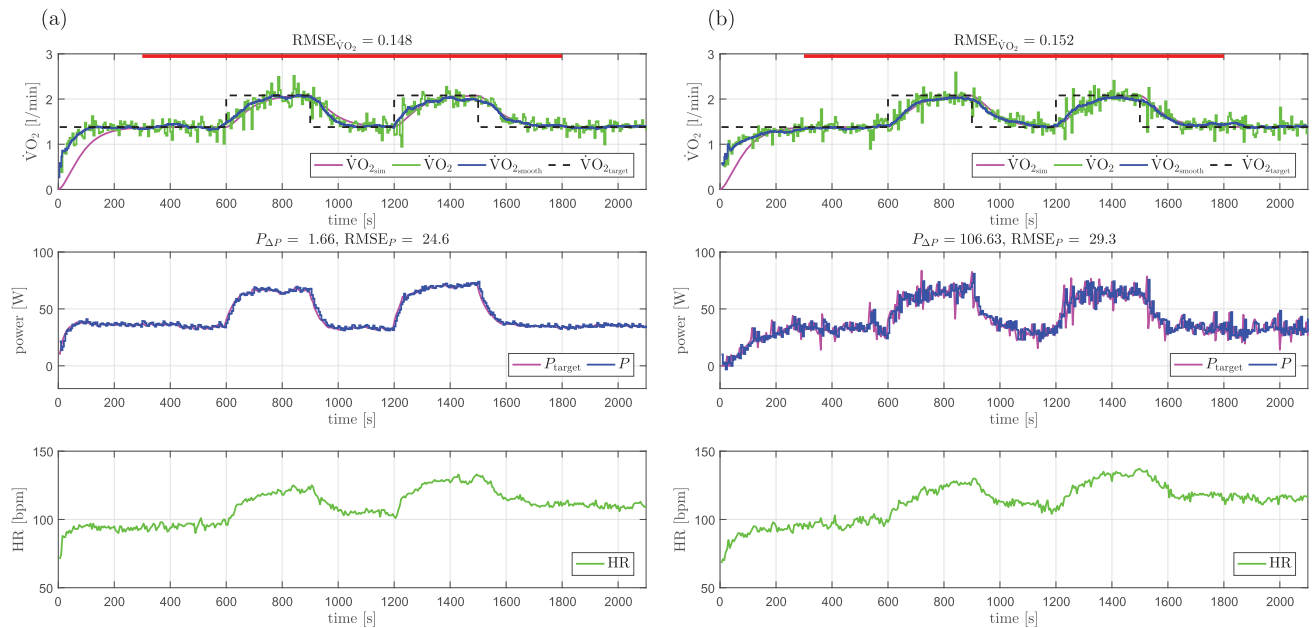 (a)
RMSE_V̇O₂ = 0.148
3
2
1
0
V̇O₂ [l/min]
V̇O₂sim V̇O₂ V̇O₂smooth V̇O₂target
0 200 400 600 800 1000 1200 1400 1600 1800 2000
time [s]
P_ΔP = 1.66, RMSE_P = 24.6
100
50
0
power [W]
P_target P
0 200 400 600 800 1000 1200 1400 1600 1800 2000
time [s]
150
100
50
HR [bpm]
HR
0 200 400 600 800 1000 1200 1400 1600 1800 2000
time [s]
(b)
RMSE_V̇O₂ = 0.152
3
2
1
0
V̇O₂ [l/min]
V̇O₂sim V̇O₂ V̇O₂smooth V̇O₂target
0 200 400 600 800 1000 1200 1400 1600 1800 2000
time [s]
P_ΔP = 106.63, RMSE_P = 29.3
100
50
0
power [W]
P_target P
0 200 400 600 800 1000 1200 1400 1600 1800 2000
time [s]
150
100
50
HR [bpm]
HR
0 200 400 600 800 1000 1200 1400 1600 1800 2000
time [s]